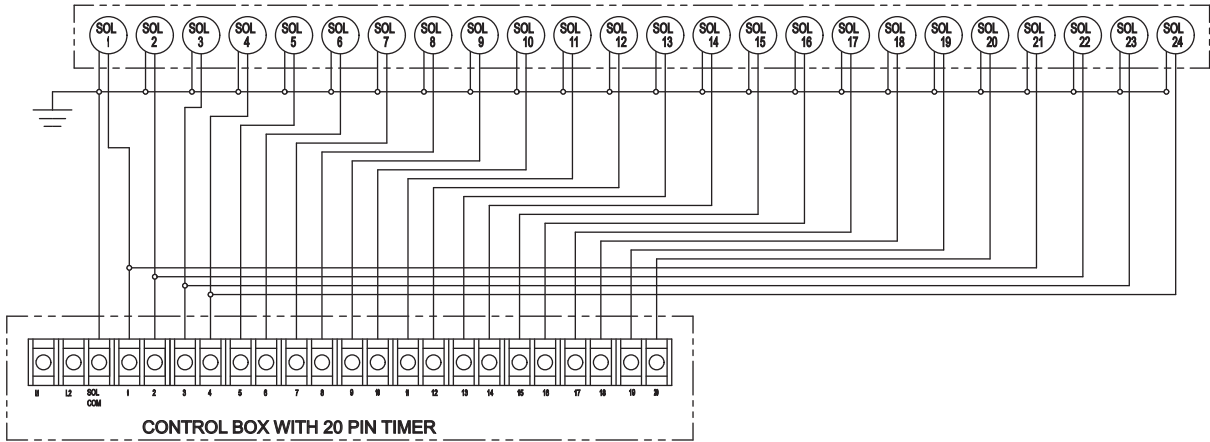 SOL SOL SOL SOL SOL SOL SOL SOL SOL SOL SOL SOL SOL SOL SOL SOL SOL SOL SOL SOL SOL SOL SOL SOL
1 2 3 4 5 6 7 8 9 10 11 12 13 14 15 16 17 18 19 20 21 22 23 24
L2 SOL 1 2 3 4 5 6 7 8 9 10 11 12 13 14 15 16 17 18 19 20
COM
CONTROL BOX WITH 20 PIN TIMER